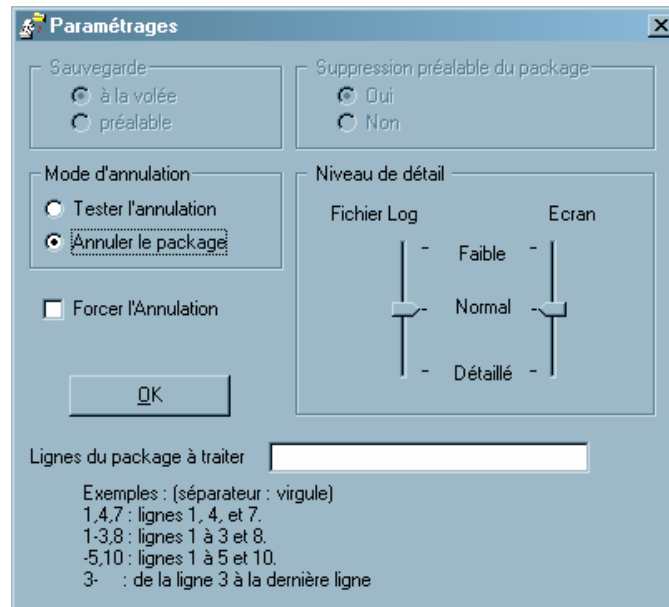 Paramétrages
Sauvegarde
à la volée
préalable
Suppression préalable du package
Oui
Non
Mode d'annulation
Tester l'annulation
Annuler le package
Forcer l'Annulation
OK
Niveau de détail
Fichier Log
Ecran
Faible
Normal
Détaillé
Lignes du package à traiter
Exemples : (séparateur : virgule)
1,4,7 : lignes 1, 4, et 7.
1-3,8 : lignes 1 à 3 et 8.
-5,10 : lignes 1 à 5 et 10.
3- : de la ligne 3 à la dernière ligne